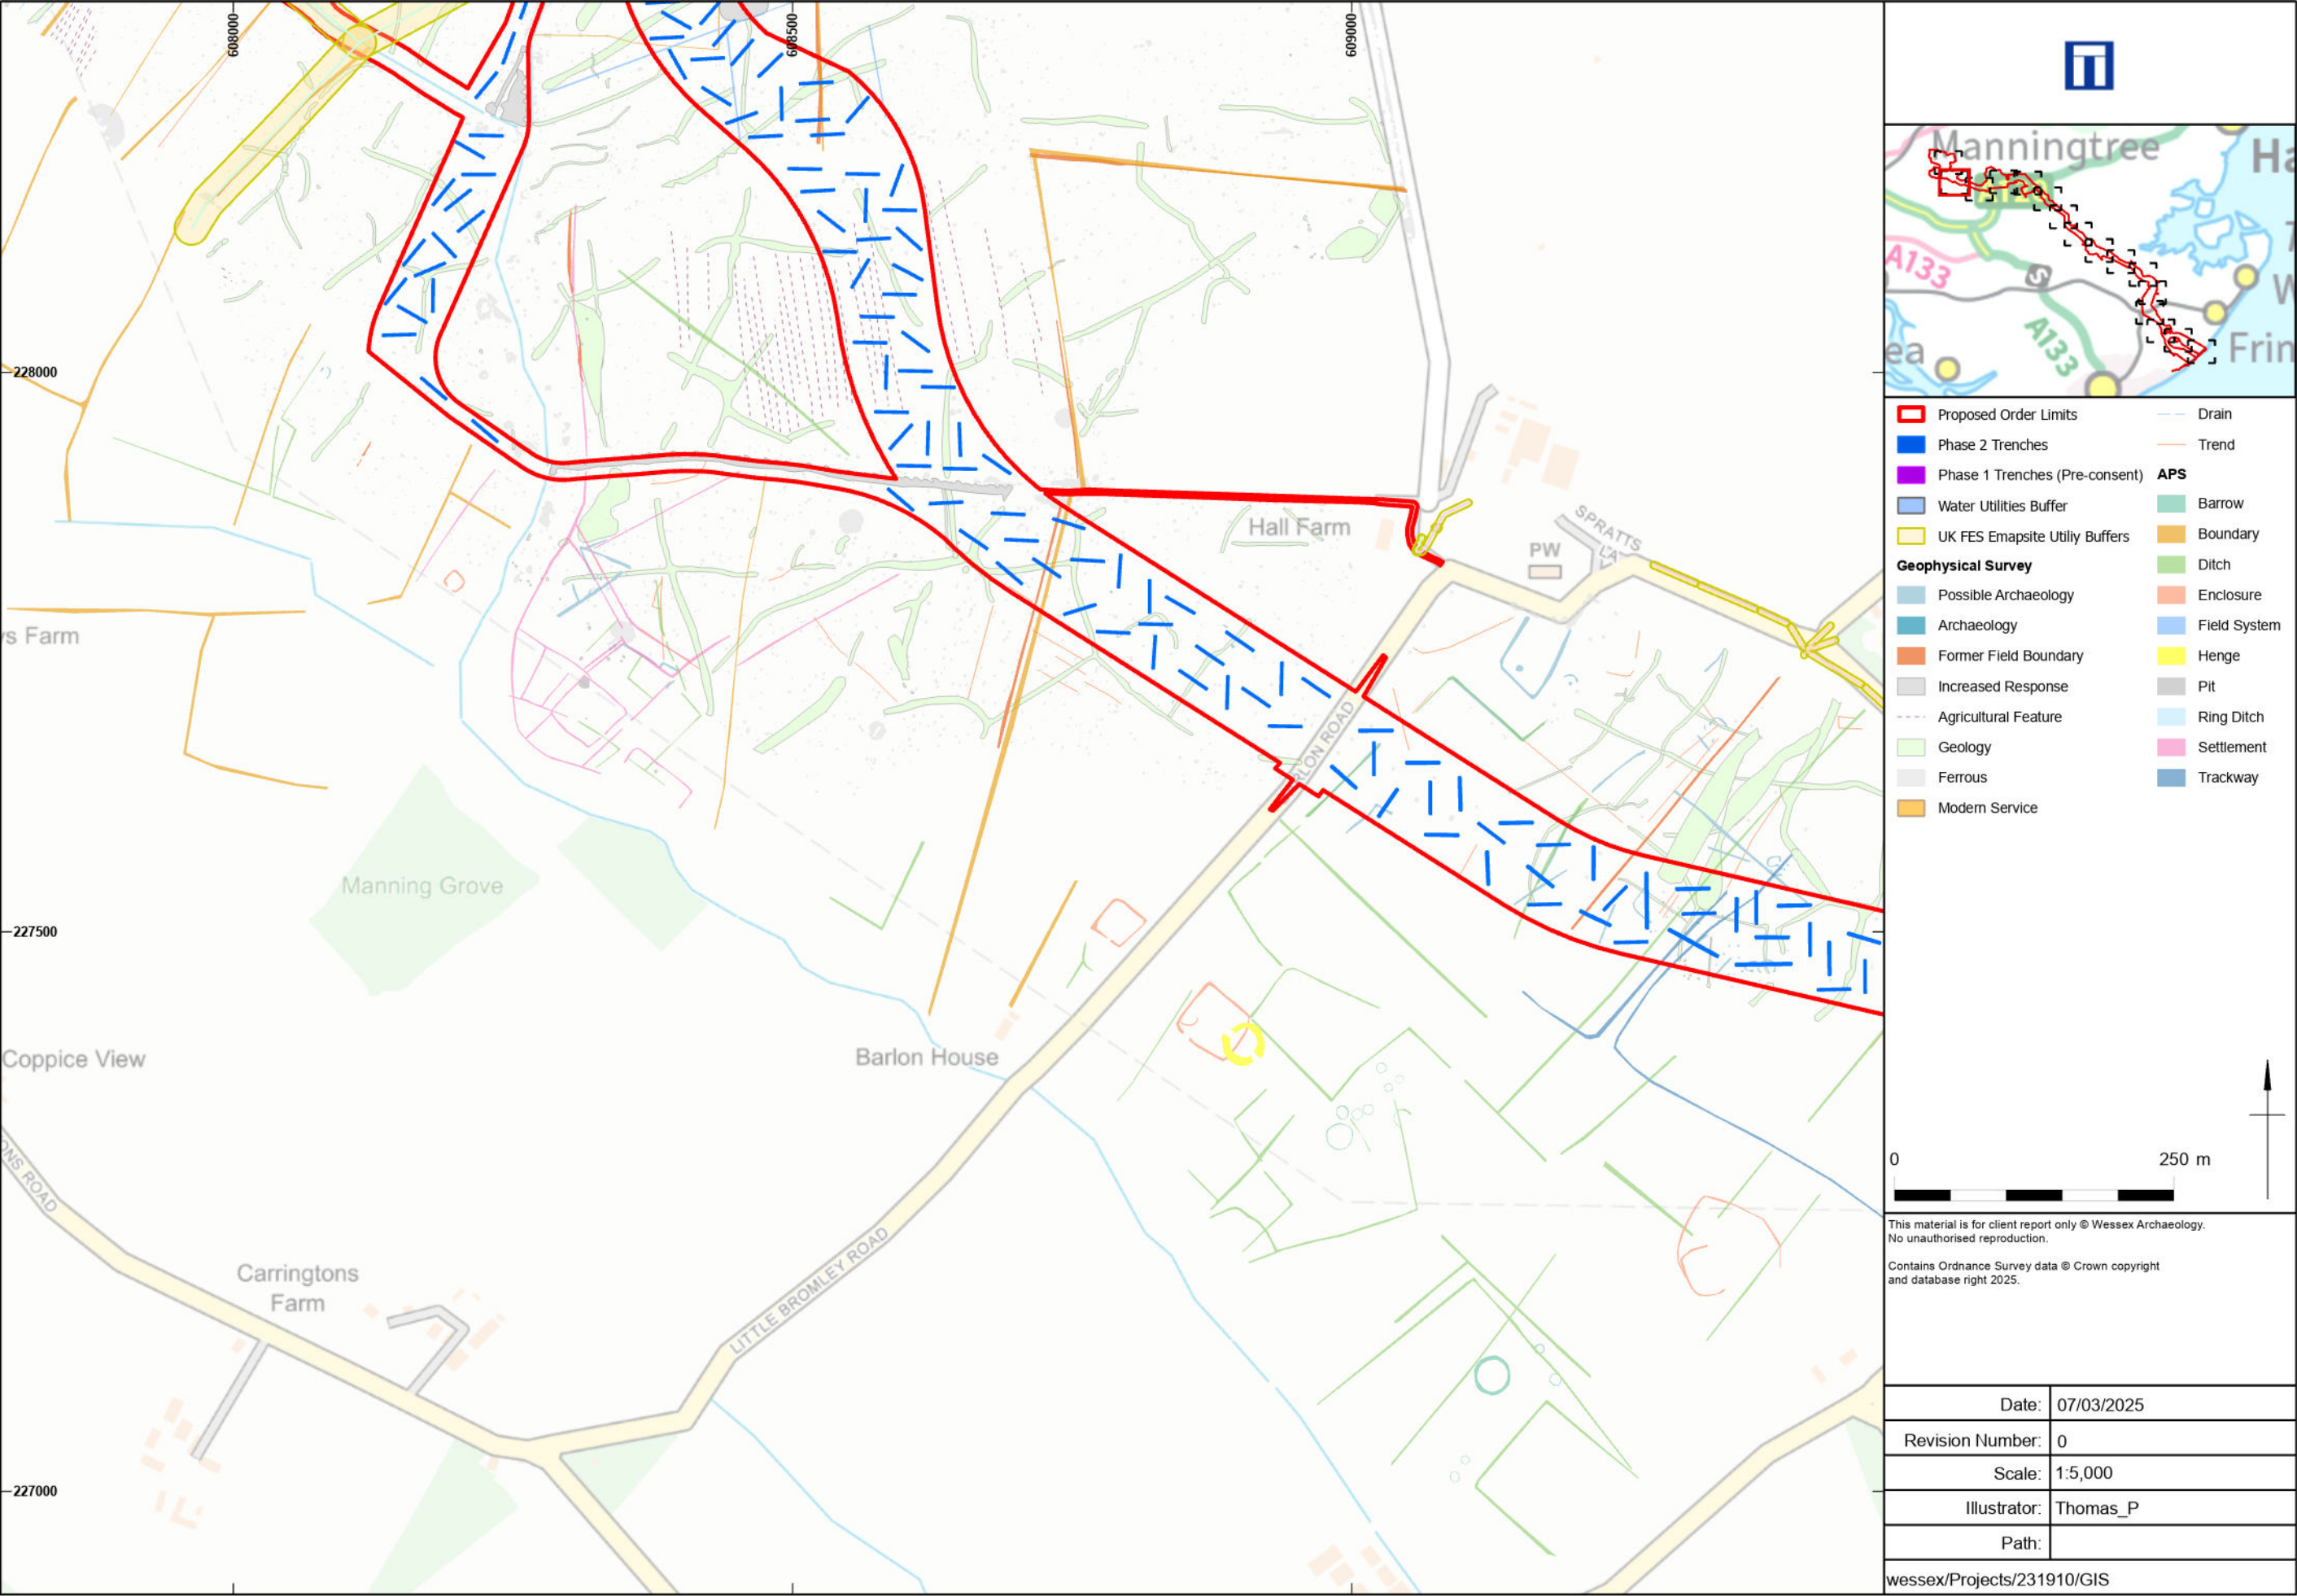 608000
608500
609000
228000
227500
227000
Hall Farm
SPRATTS
LA
PW
RLON ROAD
ys Farm
Manning Grove
Coppice View
Barlon House
ONS ROAD
Carringtons
Farm
LITTLE BROMLEY ROAD
Manningtree
Ha
A133
S
A133
W
ea
Frin
Proposed Order Limits
Phase 2 Trenches
Phase 1 Trenches (Pre-consent)
Water Utilities Buffer
UK FES Emapsite Utiliy Buffers
Geophysical Survey
Possible Archaeology
Archaeology
Former Field Boundary
Increased Response
Agricultural Feature
Geology
Ferrous
Modern Service
Drain
Trend
APS
Barrow
Boundary
Ditch
Enclosure
Field System
Henge
Pit
Ring Ditch
Settlement
Trackway
0 250 m
This material is for client report only © Wessex Archaeology.
No unauthorised reproduction.
Contains Ordnance Survey data © Crown copyright
and database right 2025.
Date: 07/03/2025
Revision Number: 0
Scale: 1:5,000
Illustrator: Thomas_P
Path:
wessex/Projects/231910/GIS